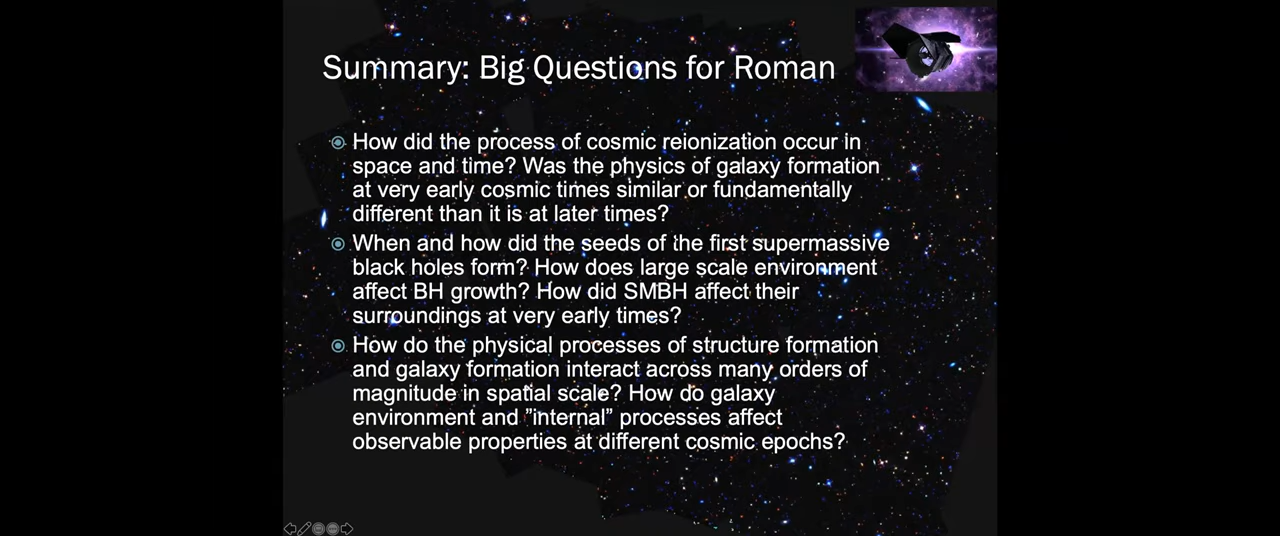 Summary: Big Questions for Roman
How did the process of cosmic reionization occur in
space and time? Was the physics of galaxy formation
at very early cosmic times similar or fundamentally
different than it is at later times?
When and how did the seeds of the first supermassive
black holes form? How does large scale environment
affect BH growth? How did SMBH affect their
surroundings at very early times?
How do the physical processes of structure formation
and galaxy formation interact across many orders of
magnitude in spatial scale? How do galaxy
environment and ”internal” processes affect
observable properties at different cosmic epochs?